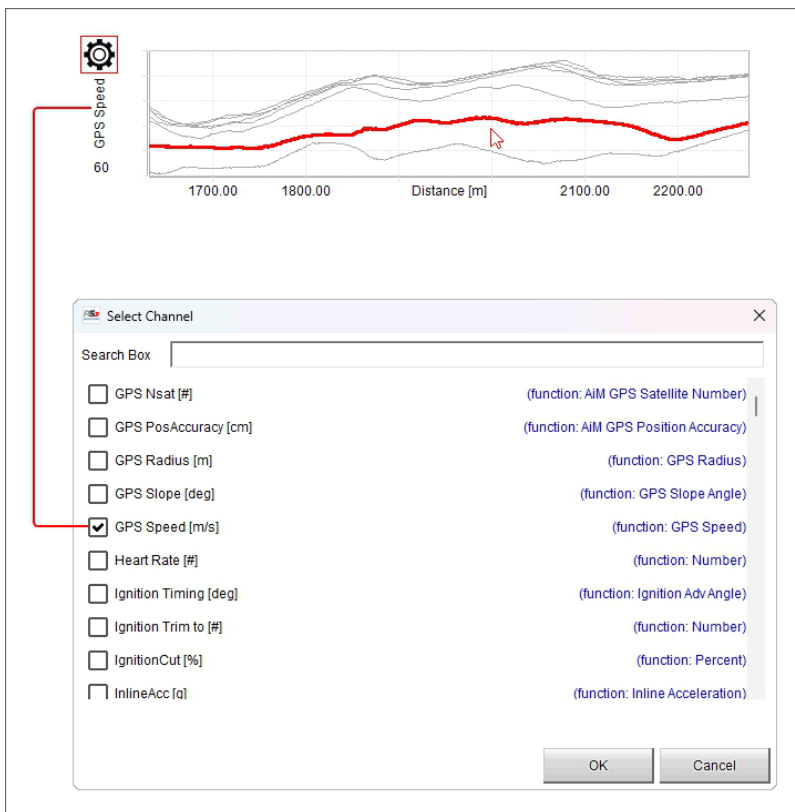 GPS Speed
60
1700.00 1800.00 Distance [m] 2100.00 2200.00
RS3 Select Channel
Search Box
GPS Nsat [#] (function: AiM GPS Satellite Number)
GPS PosAccuracy [cm] (function: AiM GPS Position Accuracy)
GPS Radius [m] (function: GPS Radius)
GPS Slope [deg] (function: GPS Slope Angle)
GPS Speed [m/s] (function: GPS Speed)
Heart Rate [#] (function: Number)
Ignition Timing [deg] (function: Ignition Adv Angle)
Ignition Trim to [#] (function: Number)
IgnitionCut [%] (function: Percent)
InlineAcc [g] (function: Inline Acceleration)
OK Cancel